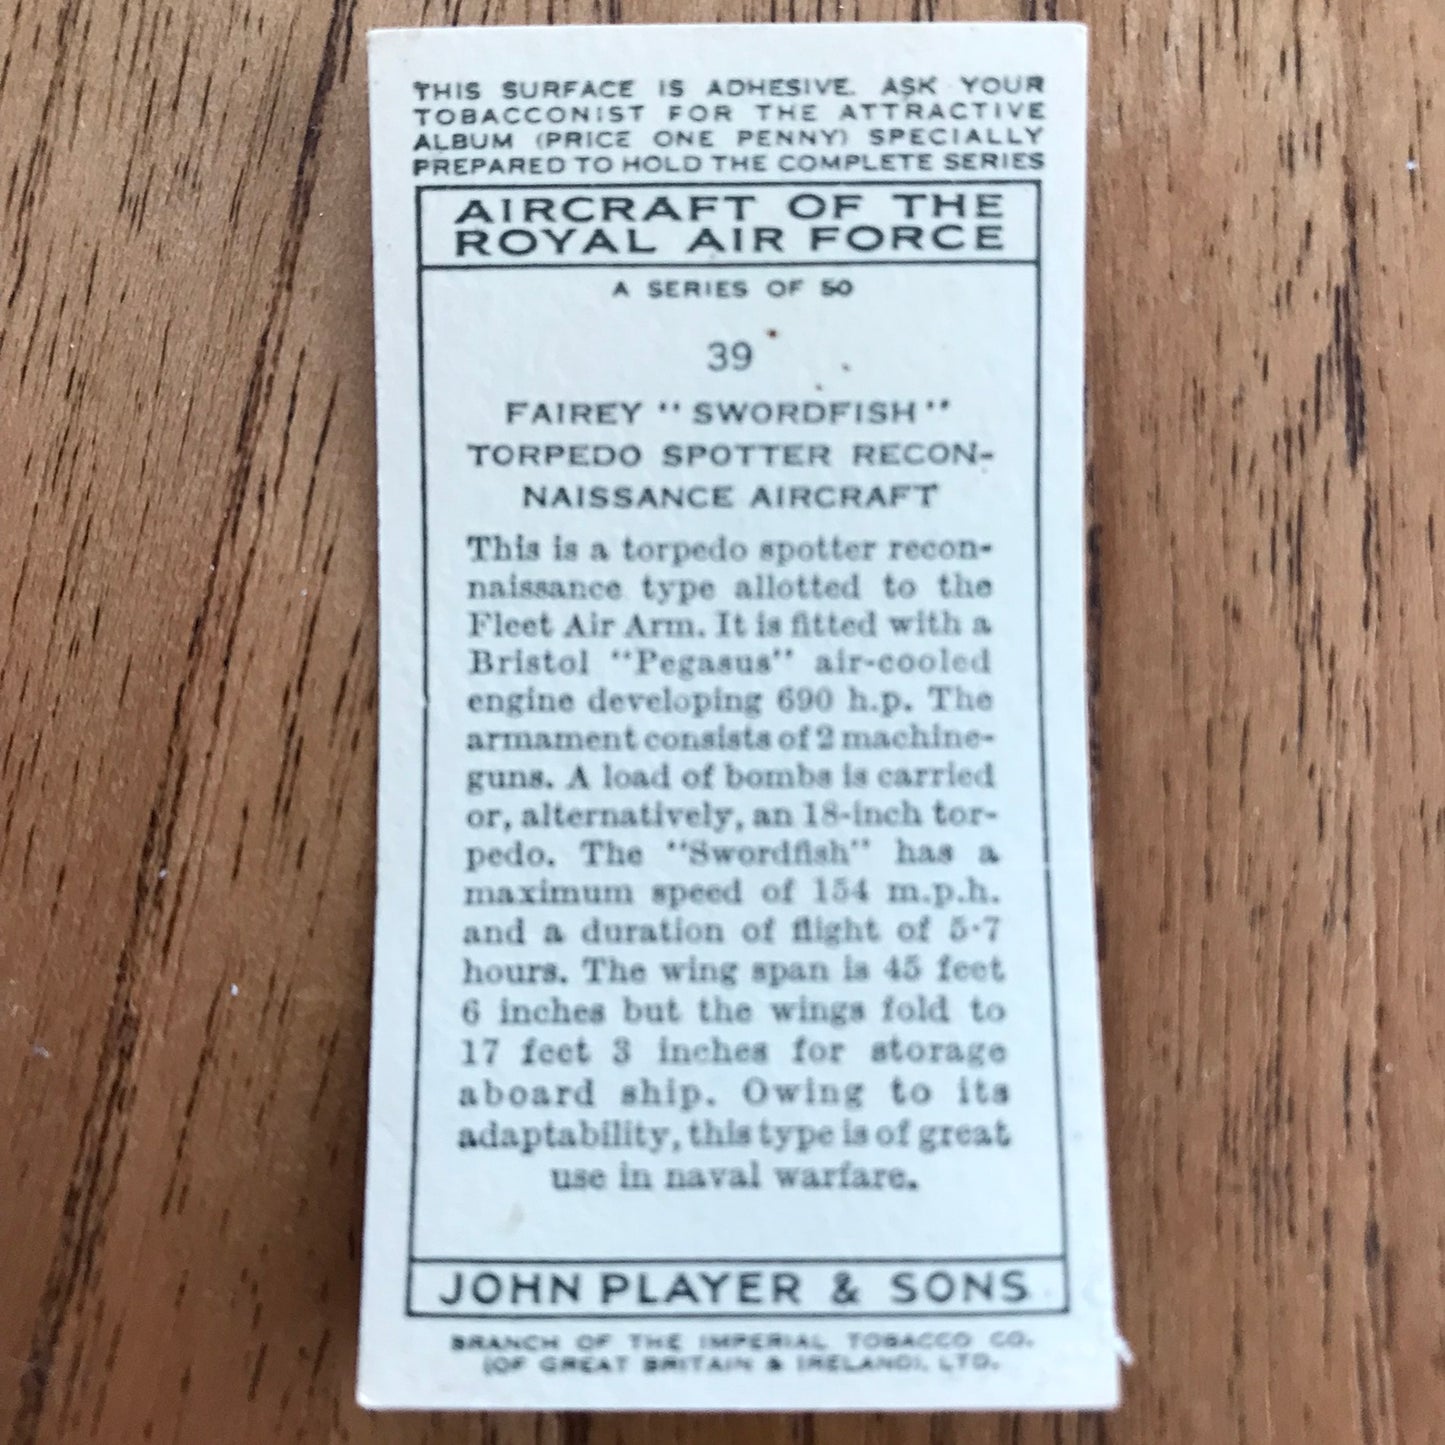 THIS SURFACE IS ADHESIVE. ASK YOUR
TOBACCONIST FOR THE ATTRACTIVE
ALBUM (PRICE ONE PENNY) SPECIALLY
PREPARED TO HOLD THE COMPLETE SERIES
AIRCRAFT OF THE
ROYAL AIR FORCE
A SERIES OF 50
39
FAIREY "SWORDFISH"
TORPEDO SPOTTER RECON-
NAISSANCE AIRCRAFT
This is a torpedo spotter recon-
naissance type allotted to the
Fleet Air Arm. It is fitted with a
Bristol "Pegasus" air-cooled
engine developing 690 h.p. The
armament consists of 2 machine-
guns. A load of bombs is carried
or, alternatively, an 18-inch tor-
pedo. The "Swordfish" has a
maximum speed of 154 m.p.h.
and a duration of flight of 5·7
hours. The wing span is 45 feet
6 inches but the wings fold to
17 feet 3 inches for storage
aboard ship. Owing to its
adaptability, this type is of great
use in naval warfare.
JOHN PLAYER & SONS
BRANCH OF THE IMPERIAL TOBACCO CO.
(OF GREAT BRITAIN & IRELAND), LTD.